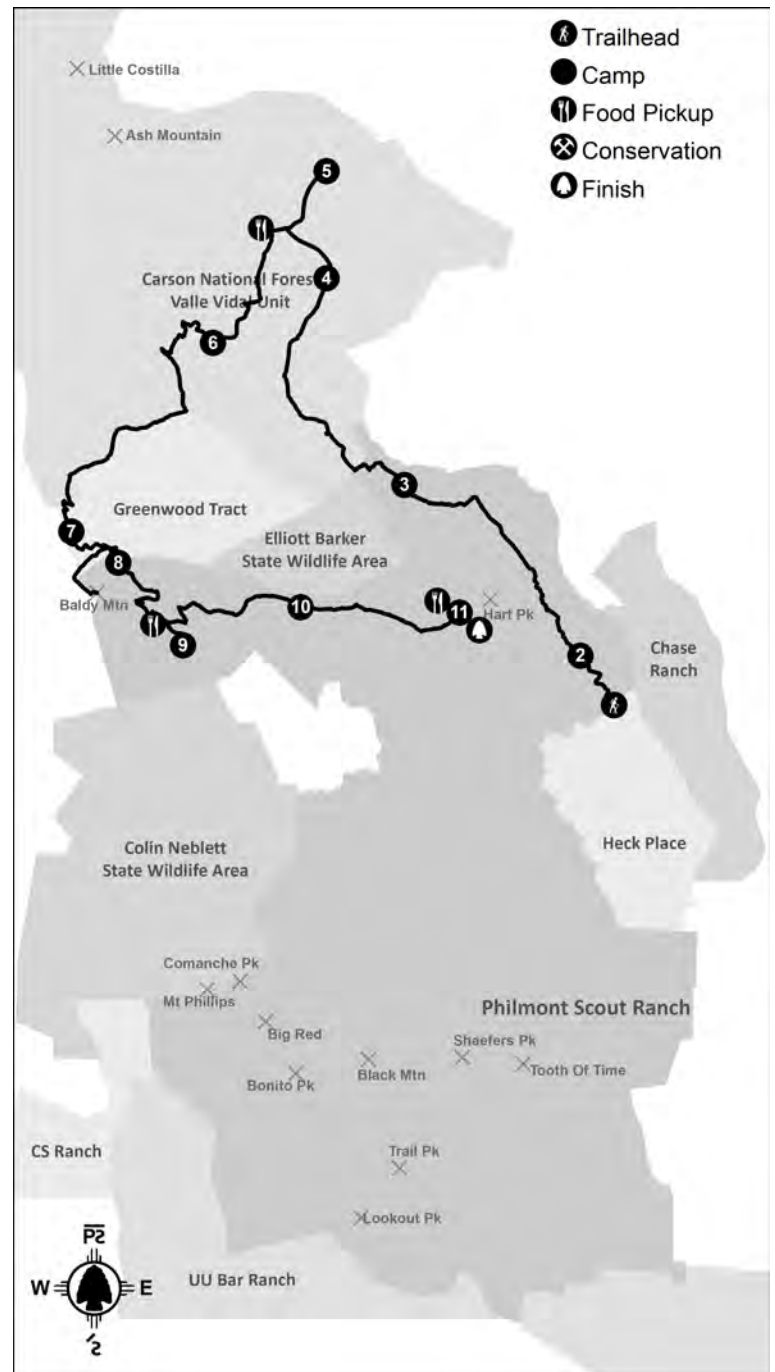 Trailhead
Camp
Food Pickup
Conservation
Finish
Little Costilla
Ash Mountain
5
4
Carson National Fores
Valle Vidal Unit
6
3
Greenwood Tract
7
Elliott Barker
State Wildlife Area
8
Baldy Mtn
10
11
Hart Pk
9
2
Chase
Ranch
Heck Place
Colin Neblett
State Wildlife Area
Comanche Pk
Mt Phillips
Philmont Scout Ranch
Big Red
Shaefers Pk
Tooth Of Time
Black Mtn
Bonito Pk
CS Ranch
Trail Pk
Lookout Pk
W
E
UU Bar Ranch